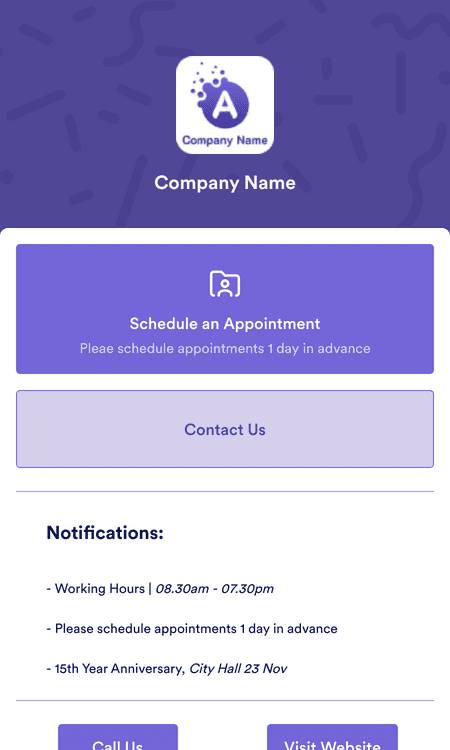 A
Company Name
Company Name
Schedule an Appointment
Pleae schedule appointments 1 day in advance
Contact Us
Notifications:
- Working Hours | 08.30am - 07.30pm
- Please schedule appointments 1 day in advance
- 15th Year Anniversary, City Hall 23 Nov
Call Us
Visit Website